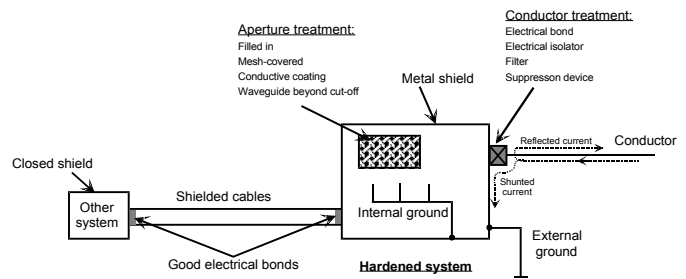 Aperture treatment:
Filled in
Mesh-covered
Conductive coating
Waveguide beyond cut-off
Conductor treatment:
Electrical bond
Electrical isolator
Filter
Suppresson device
Metal shield
Reflected current
Conductor
Shunted
current
Closed shield
Other
system
Shielded cables
Internal ground
Good electrical bonds
Hardened system
External
ground